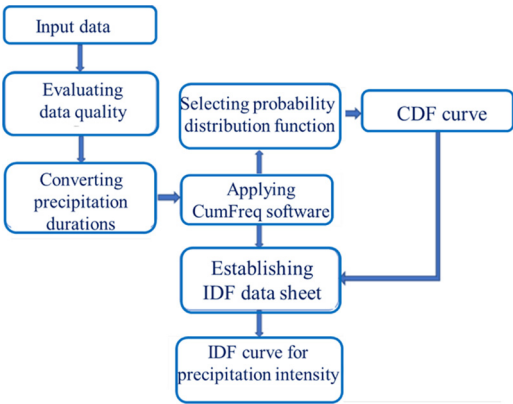 Input data
Evaluating
data quality
Converting
precipitation
durations
Selecting probability
distribution function
CDF curve
Applying
CumFreq software
Establishing
IDF data sheet
IDF curve for
precipitation intensity